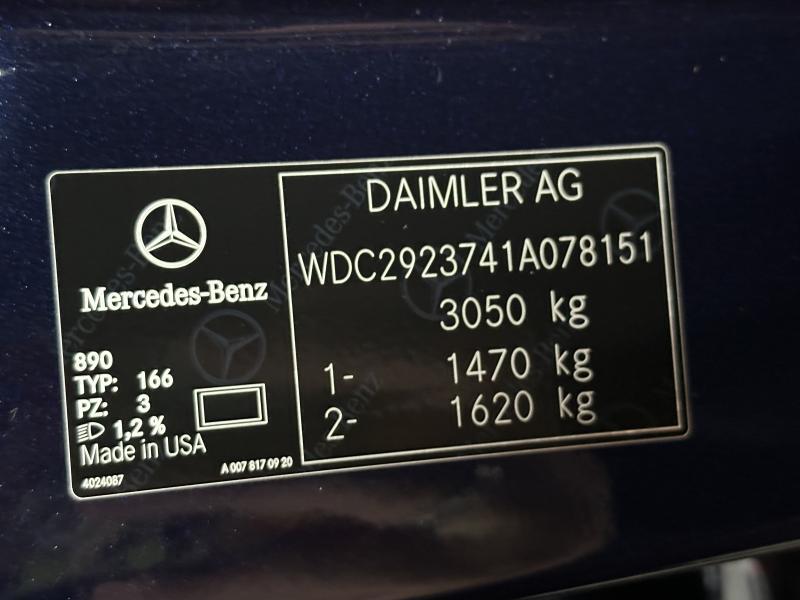 Mercedes-Benz
890
TYP: 166
PZ: 3
1,2 %
Made in USA
4024087
A 007 817 09 20
DAIMLER AG
WDC2923741A078151
3050 kg
1- 1470 kg
2- 1620 kg